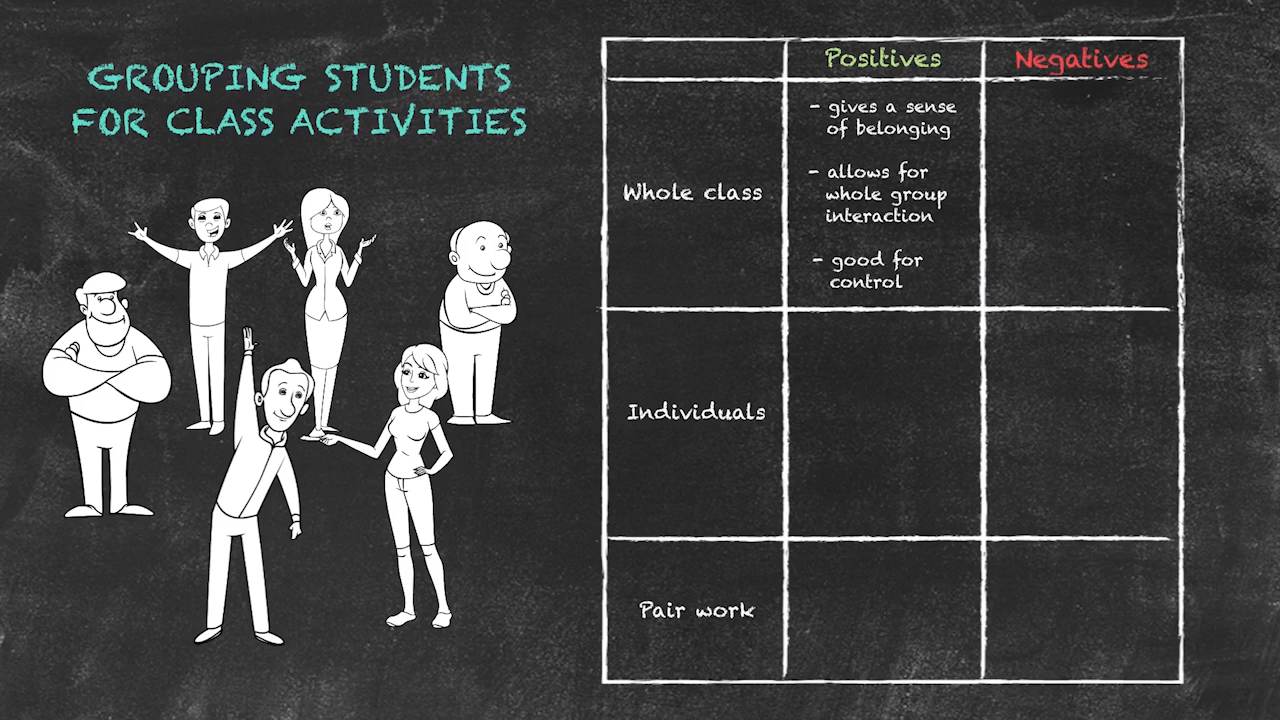 GROUPING STUDENTS
FOR CLASS ACTIVITIES
Positives
Negatives
Whole class
- gives a sense
of belonging
- allows for
whole group
interaction
- good for
control
Individuals
Pair work